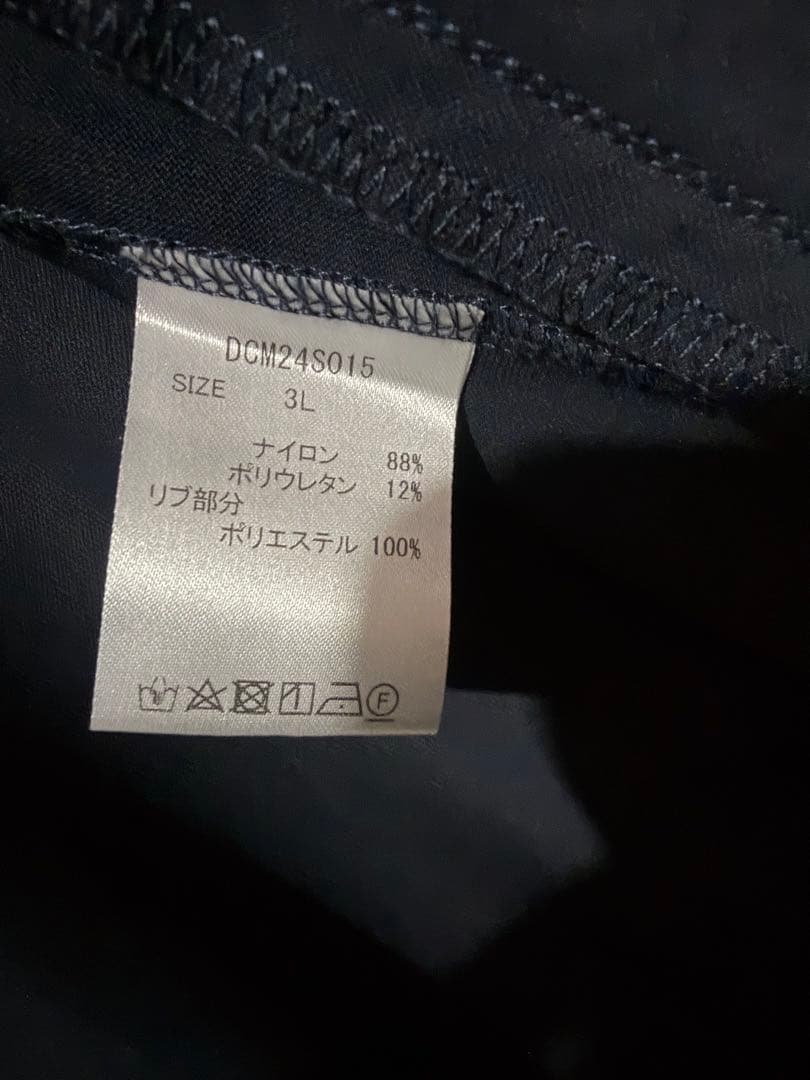 DCM24S015
SIZE 3L
ナイロン 88%
ポリウレタン 12%
リブ部分
ポリエステル 100%
F